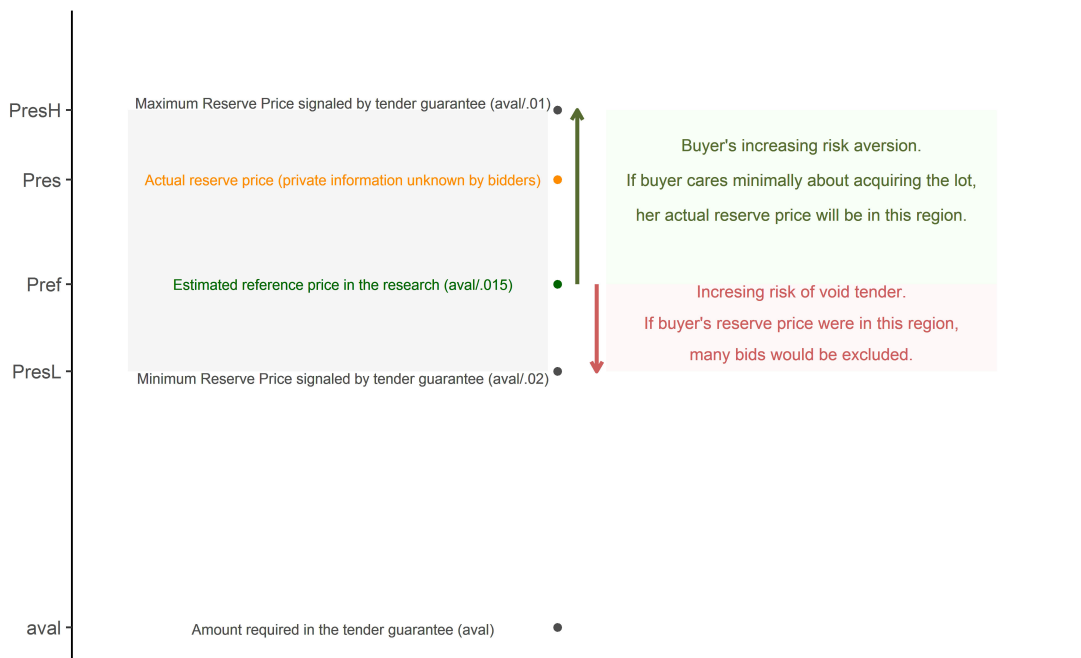 PresH
Maximum Reserve Price signaled by tender guarantee (aval/.01)
Buyer's increasing risk aversion.
Pres
Actual reserve price (private information unknown by bidders)
If buyer cares minimally about acquiring the lot,
her actual reserve price will be in this region.
Pref
Estimated reference price in the research (aval/.015)
Incresing risk of void tender.
If buyer's reserve price were in this region,
many bids would be excluded.
PresL
Minimum Reserve Price signaled by tender guarantee (aval/.02)
aval
Amount required in the tender guarantee (aval)